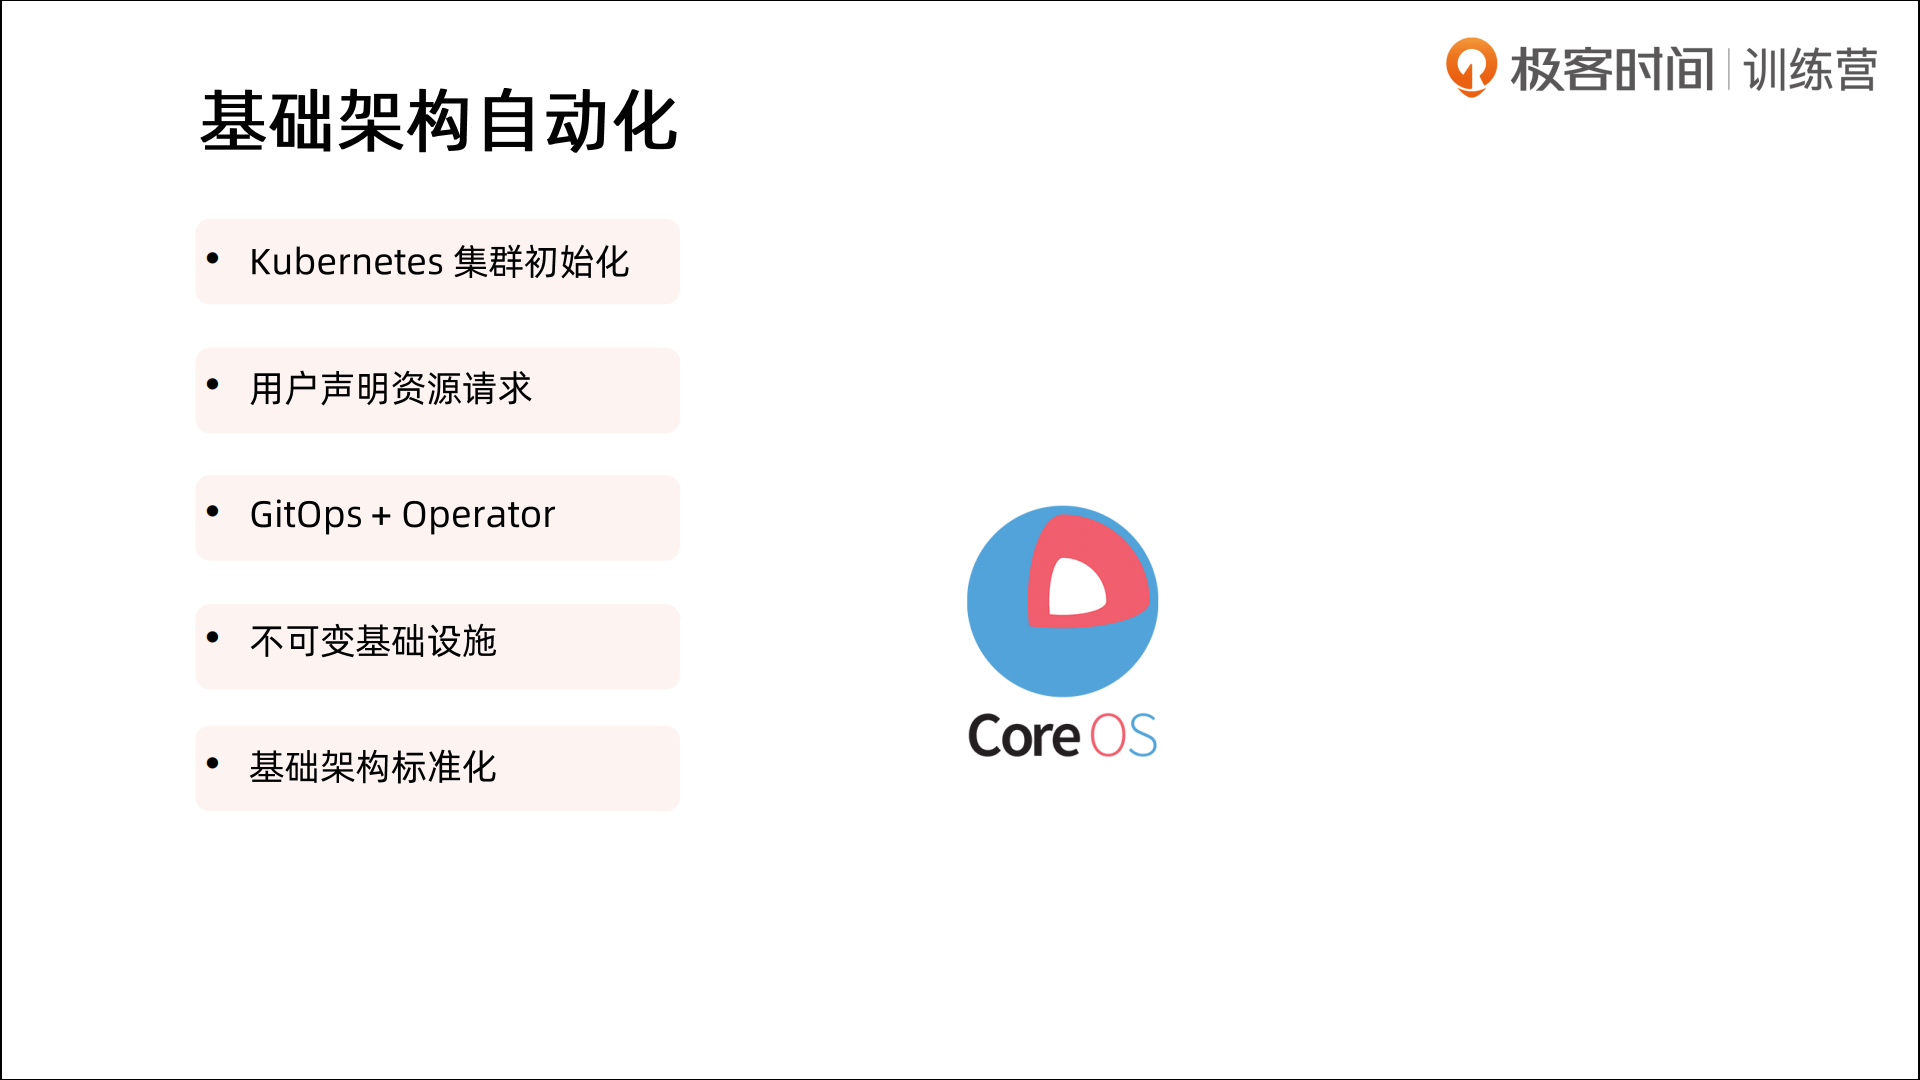 极客时间 | 训练营
基础架构自动化
• Kubernetes 集群初始化
• 用户声明资源请求
• GitOps + Operator
• 不可变基础设施
• 基础架构标准化
Core OS